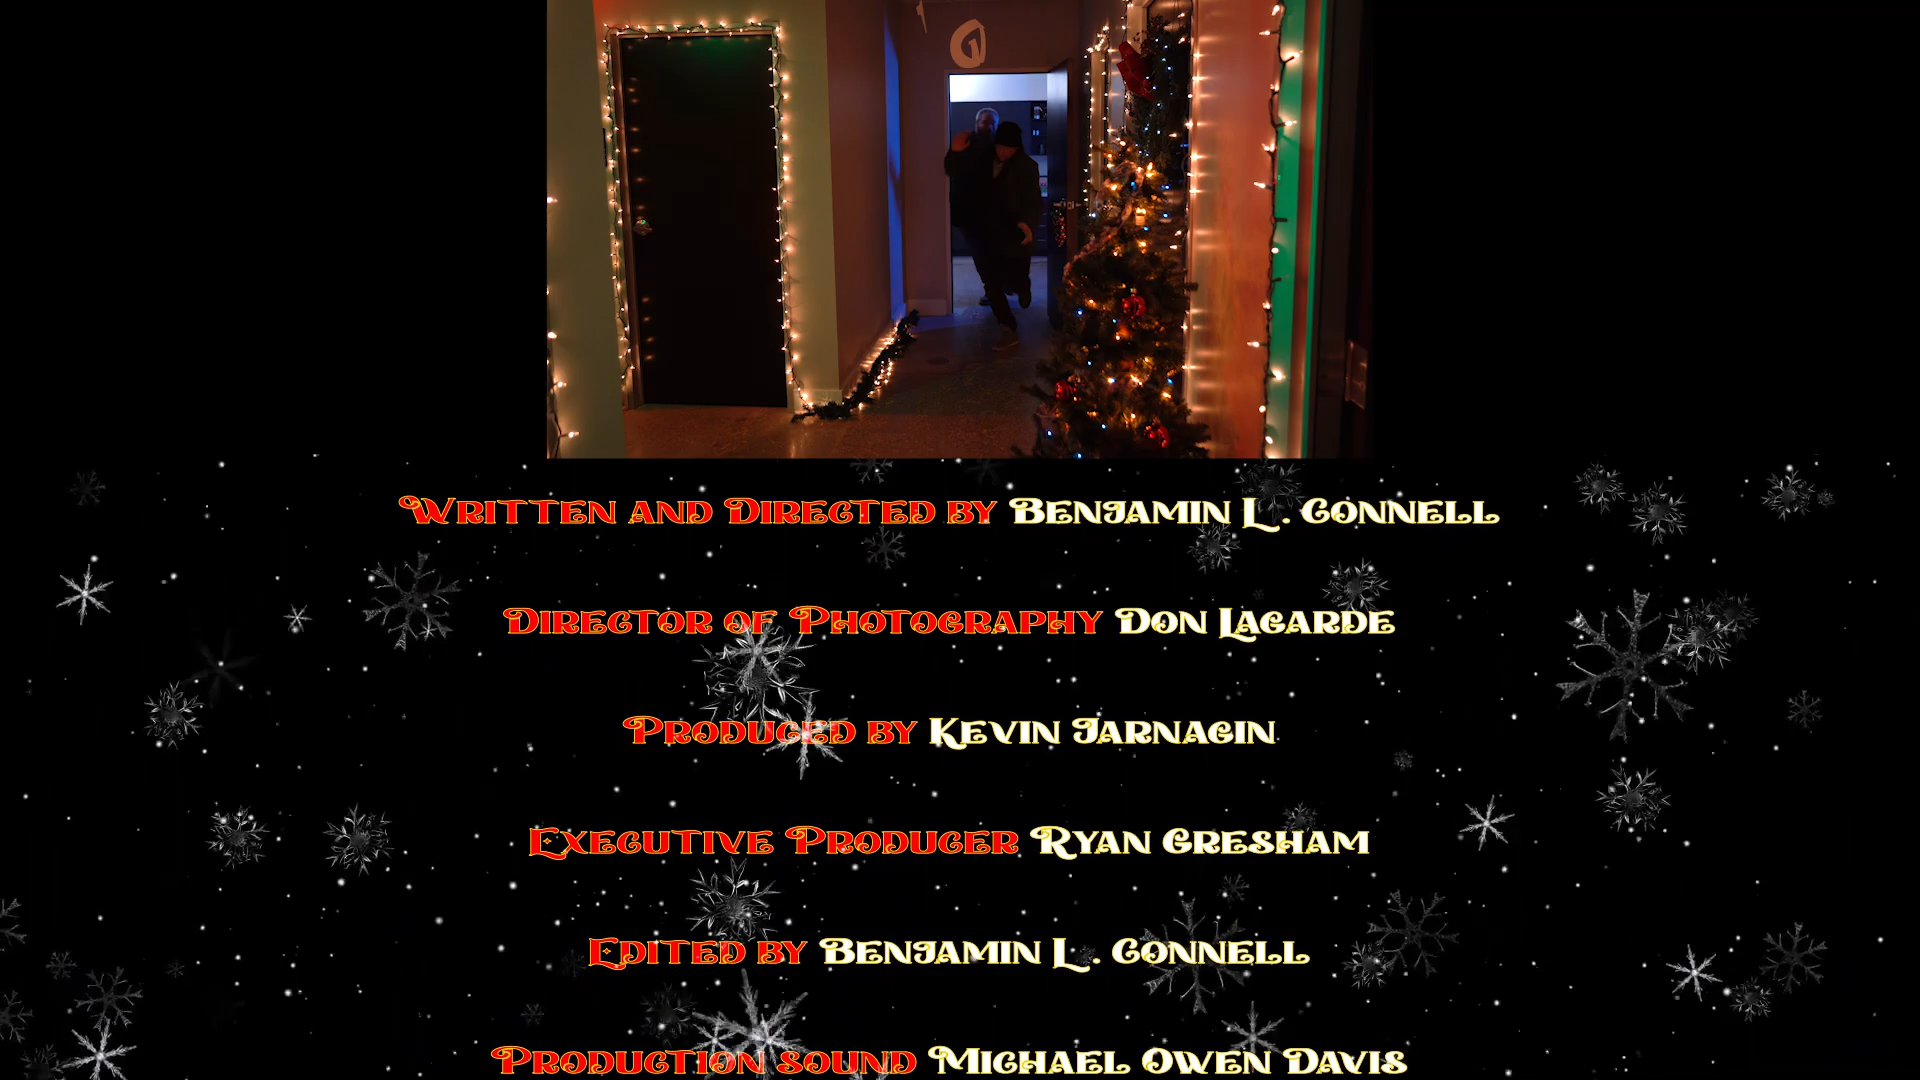 Written and Directed by Benjamin L. Connell
Director of Photography Don Lagarde
Produced by Kevin Jarnagin
Executive Producer Ryan Gresham
Edited by Benjamin L. Connell
Production sound Michael Owen Davis